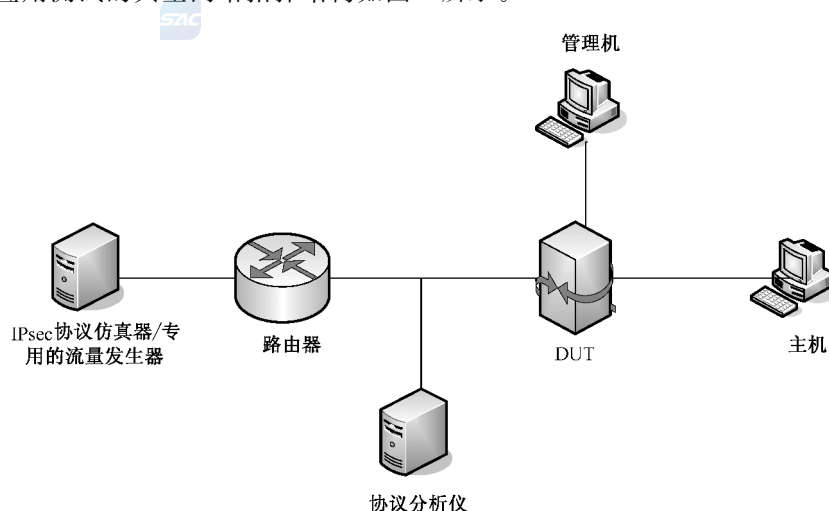 SAC
管理机
IPsec协议仿真器/专
用的流量发生器
路由器
DUT
主机
协议分析仪